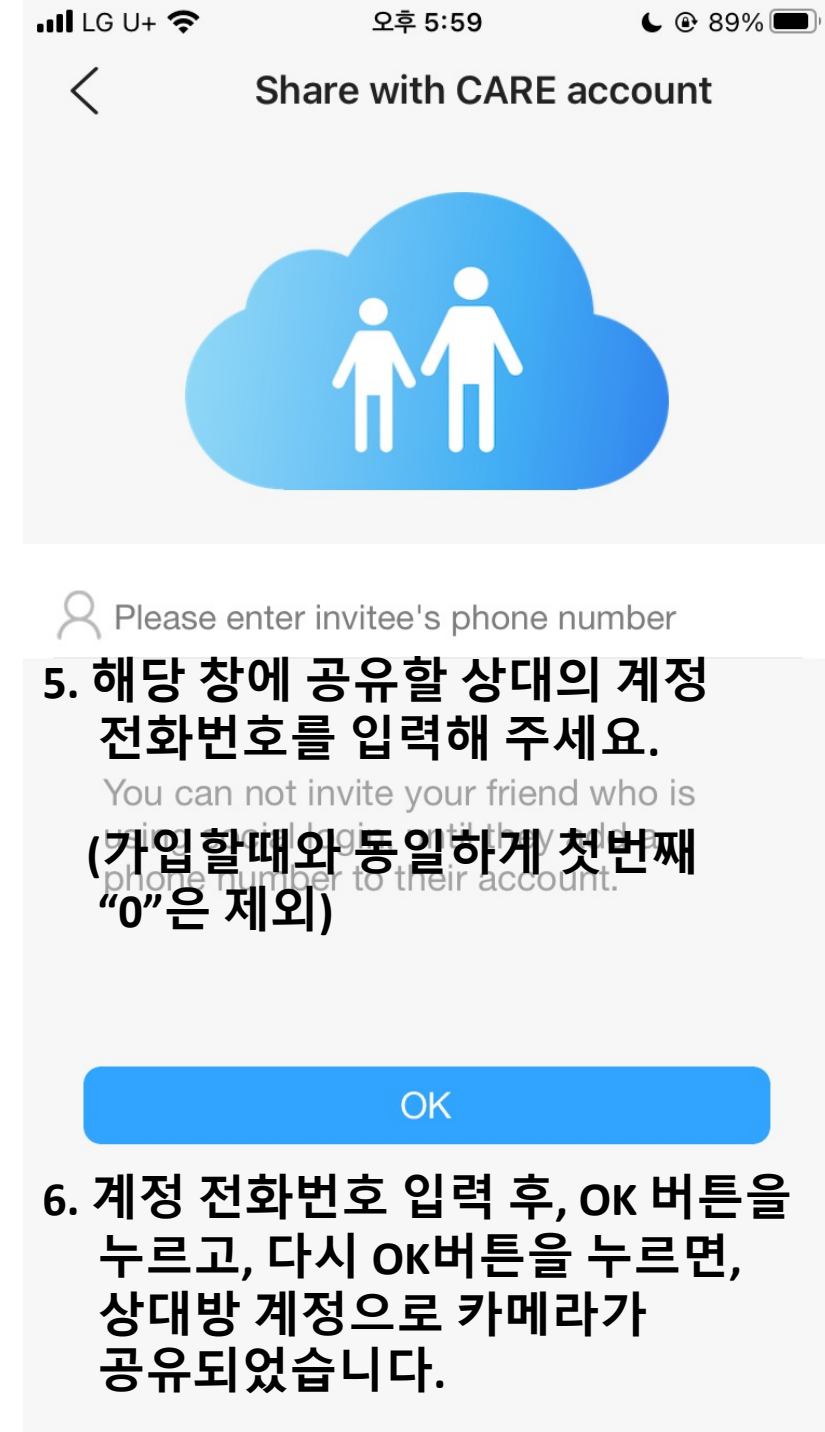 LG U+ 오후 5:59 89%
Share with CARE account
Please enter invitee's phone number
5. 해당 창에 공유할 상대의 계정
전화번호를 입력해 주세요.
You can not invite your friend who is
using social login, until they add a
(가입할때와 동일하게 첫번째
phone number to their account.
“0”은 제외)
OK
6. 계정 전화번호 입력 후, OK 버튼을
누르고, 다시 OK버튼을 누르면,
상대방 계정으로 카메라가
공유되었습니다.